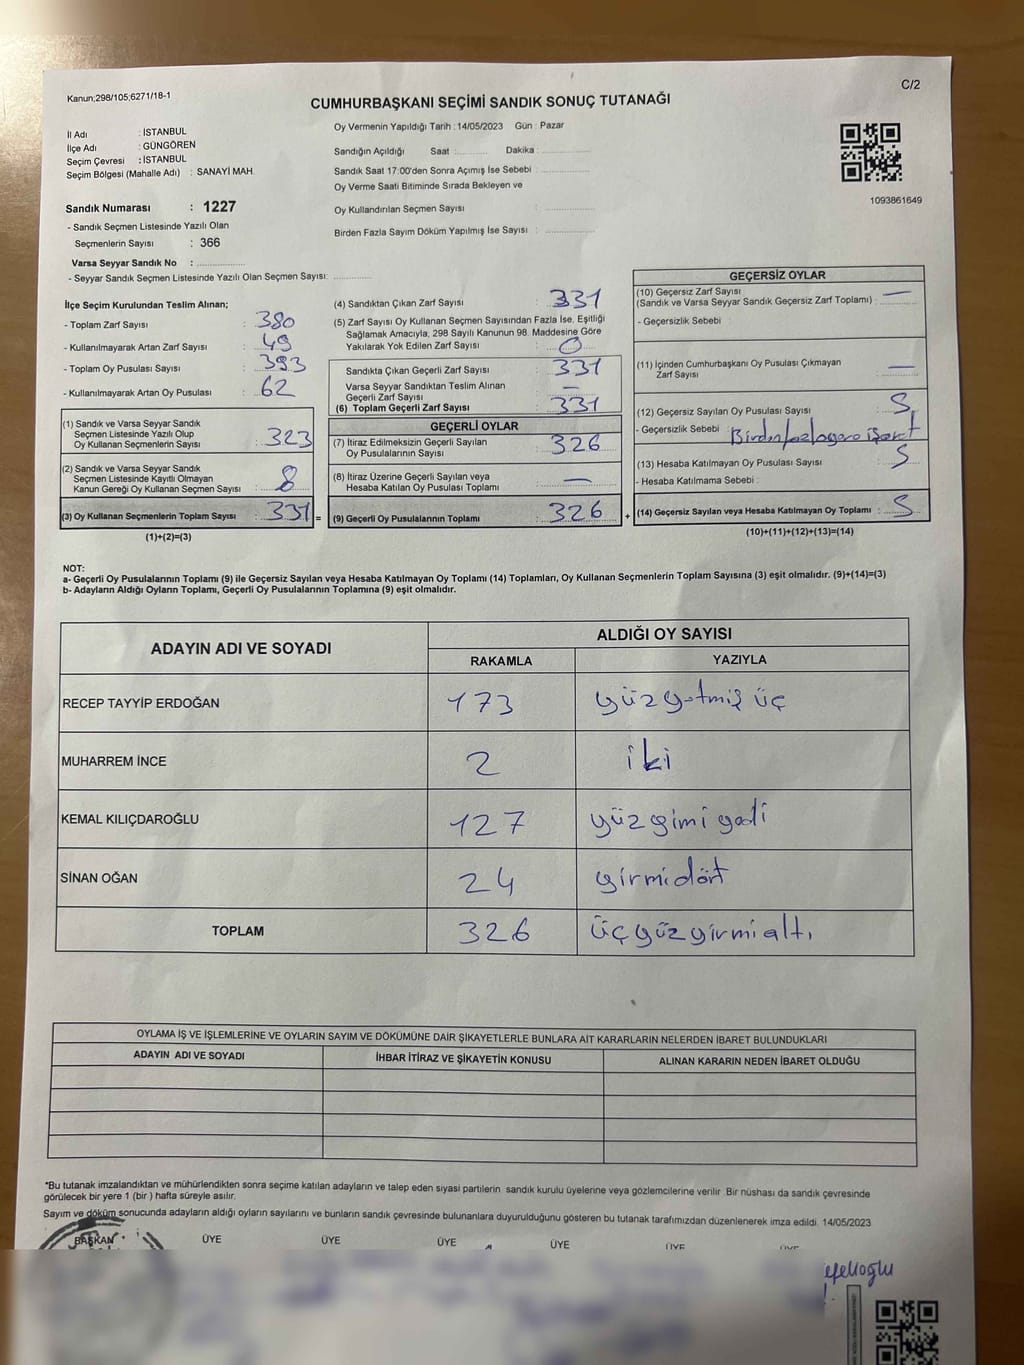 Kanun;298/105;6271/18-1
C/2
CUMHURBAŞKANI SEÇİMİ SANDIK SONUÇ TUTANAĞI
İl Adı : İSTANBUL
İlçe Adı : GÜNGÖREN
Seçim Çevresi : İSTANBUL
Seçim Bölgesi (Mahalle Adı) : SANAYİ MAH.
Sandık Numarası : 1227
- Sandık Seçmen Listesinde Yazılı Olan
Seçmenlerin Sayısı : 366
Varsa Seyyar Sandık No :
- Seyyar Sandık Seçmen Listesinde Yazılı Olan Seçmen Sayısı:
Oy Vermenin Yapıldığı Tarih : 14/05/2023 Gün : Pazar
Sandığın Açıldığı Saat : Dakika :
Sandık Saat 17:00'den Sonra Açımış İse Sebebi :
Oy Verme Saati Bitiminde Sırada Bekleyen ve
Oy Kullandırılan Seçmen Sayısı :
Birden Fazla Sayım Döküm Yapılmış İse Sayısı :
1093861649
İlçe Seçim Kurulundan Teslim Alınan;
- Toplam Zarf Sayısı : 380
- Kullanılmayarak Artan Zarf Sayısı : 49
- Toplam Oy Pusulası Sayısı : 393
- Kullanılmayarak Artan Oy Pusulası : 62
(1) Sandık ve Varsa Seyyar Sandık
Seçmen Listesinde Yazılı Olup
Oy Kullanan Seçmenlerin Sayısı : 323
(2) Sandık ve Varsa Seyyar Sandık
Seçmen Listesinde Kayıtlı Olmayan
Kanun Gereği Oy Kullanan Seçmen Sayısı : 8
(3) Oy Kullanan Seçmenlerin Toplam Sayısı : 331 =
(1)+(2)=(3)
(4) Sandıktan Çıkan Zarf Sayısı : 331
(5) Zarf Sayısı Oy Kullanan Seçmen Sayısından Fazla İse, Eşitliği
Sağlamak Amacıyla, 298 Sayılı Kanunun 98. Maddesine Göre
Yakılarak Yok Edilen Zarf Sayısı : 0
Sandıkta Çıkan Geçerli Zarf Sayısı : 331
Varsa Seyyar Sandıktan Teslim Alınan
Geçerli Zarf Sayısı : —
(6) Toplam Geçerli Zarf Sayısı : 331
GEÇERLİ OYLAR
(7) İtiraz Edilmeksizin Geçerli Sayılan
Oy Pusulalarının Sayısı : 326
(8) İtiraz Üzerine Geçerli Sayılan veya
Hesaba Katılan Oy Pusulası Toplamı : —
(9) Geçerli Oy Pusulalarının Toplamı : 326 +
GEÇERSİZ OYLAR
(10) Geçersiz Zarf Sayısı
(Sandık ve Varsa Seyyar Sandık Geçersiz Zarf Toplamı) : —
- Geçersizlik Sebebi :
(11) İçinden Cumhurbaşkanı Oy Pusulası Çıkmayan
Zarf Sayısı : —
(12) Geçersiz Sayılan Oy Pusulası Sayısı : 5
- Geçersizlik Sebebi : Birden fazla yere işaret
(13) Hesaba Katılmayan Oy Pusulası Sayısı : 5
- Hesaba Katılmama Sebebi :
(14) Geçersiz Sayılan veya Hesaba Katılmayan Oy Toplamı : 5
(10)+(11)+(12)+(13)=(14)
NOT:
a- Geçerli Oy Pusulalarının Toplamı (9) ile Geçersiz Sayılan veya Hesaba Katılmayan Oy Toplamı (14) Toplamları, Oy Kullanan Seçmenlerin Toplam Sayısına (3) eşit olmalıdır. (9)+(14)=(3)
b- Adayların Aldığı Oyların Toplamı, Geçerli Oy Pusulalarının Toplamına (9) eşit olmalıdır.
ADAYIN ADI VE SOYADI ALDIĞI OY SAYISI
RAKAMLA YAZIYLA
RECEP TAYYİP ERDOĞAN 173 yüzyetmiş üç
MUHARREM İNCE 2 iki
KEMAL KILIÇDAROĞLU 127 yüzyimi yedi
SİNAN OĞAN 24 yirmidört
TOPLAM 326 üçyüzyirmialtı
OYLAMA İŞ VE İŞLEMLERİNE VE OYLARIN SAYIM VE DÖKÜMÜNE DAİR ŞİKAYETLERLE BUNLARA AİT KARARLARIN NELERDEN İBARET BULUNDUKLARI
ADAYIN ADI VE SOYADI İHBAR İTİRAZ VE ŞİKAYETİN KONUSU ALINAN KARARIN NEDEN İBARET OLDUĞU
*Bu tutanak imzalandıktan ve mühürlendikten sonra seçime katılan adayların ve talep eden siyasi partilerin sandık kurulu üyelerine veya gözlemcilerine verilir. Bir nüshası da sandık çevresinde
görülecek bir yere 1 (bir ) hafta süreyle asılır.
Sayım ve döküm sonucunda adayların aldığı oyların sayılarını ve bunların sandık çevresinde bulunanlara duyurulduğunu gösteren bu tutanak tarafımızdan düzenlenerek imza edildi. 14/05/2023
BAŞKAN ÜYE ÜYE ÜYE ÜYE ÜYE ÜYE